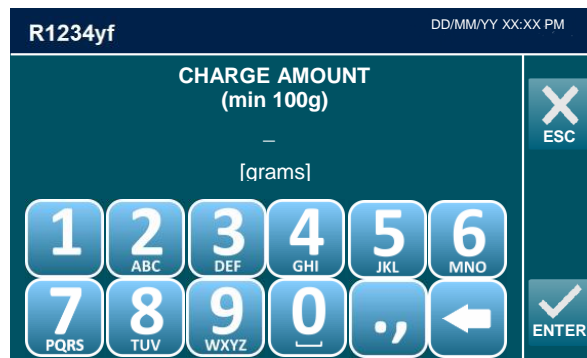 R1234yf DD/MM/YY XX:XX PM
CHARGE AMOUNT
(min 100g)
_
[grams]
ESC
1 2 3 4 5 6
ABC DEF GHI JKL MNO
7 8 9 0 .,
PQRS TUV WXYZ
ENTER